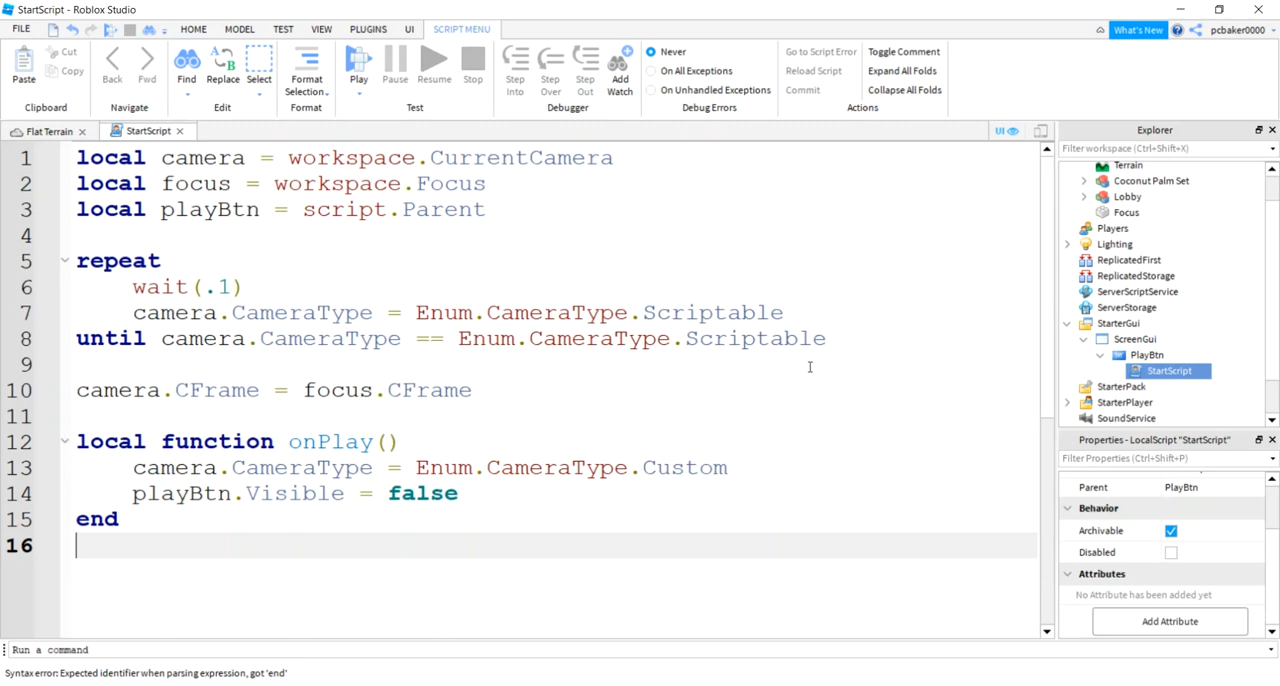 StartScript - Roblox Studio
FILE HOME MODEL TEST VIEW PLUGINS UI SCRIPT MENU What's New pcbaker0000
Paste Cut Copy Back Fwd Find Replace Select Format Selection Play Pause Resume Stop Step Into Step Over Step Out Add Watch
Never Go to Script Error Toggle Comment
On All Exceptions Reload Script Expand All Folds
On Unhandled Exceptions Commit Collapse All Folds
Clipboard Navigate Edit Format Test Debugger Debug Errors Actions
Flat Terrain StartScript UI
1 local camera = workspace.CurrentCamera
2 local focus = workspace.Focus
3 local playBtn = script.Parent
4
5 repeat
6 wait(.1)
7 camera.CameraType = Enum.CameraType.Scriptable
8 until camera.CameraType == Enum.CameraType.Scriptable
9
10 camera.CFrame = focus.CFrame
11
12 local function onPlay()
13 camera.CameraType = Enum.CameraType.Custom
14 playBtn.Visible = false
15 end
16
Explorer
Filter workspace (Ctrl+Shift+X)
Terrain
Coconut Palm Set
Lobby
Focus
Players
Lighting
ReplicatedFirst
ReplicatedStorage
ServerScriptService
ServerStorage
StarterGui
ScreenGui
PlayBtn
StartScript
StarterPack
StarterPlayer
SoundService
Properties - LocalScript "StartScript"
Filter Properties (Ctrl+Shift+P)
Parent PlayBtn
Behavior
Archivable
Disabled
Attributes
No Attribute has been added yet
Add Attribute
Run a command
Syntax error: Expected identifier when parsing expression, got 'end'